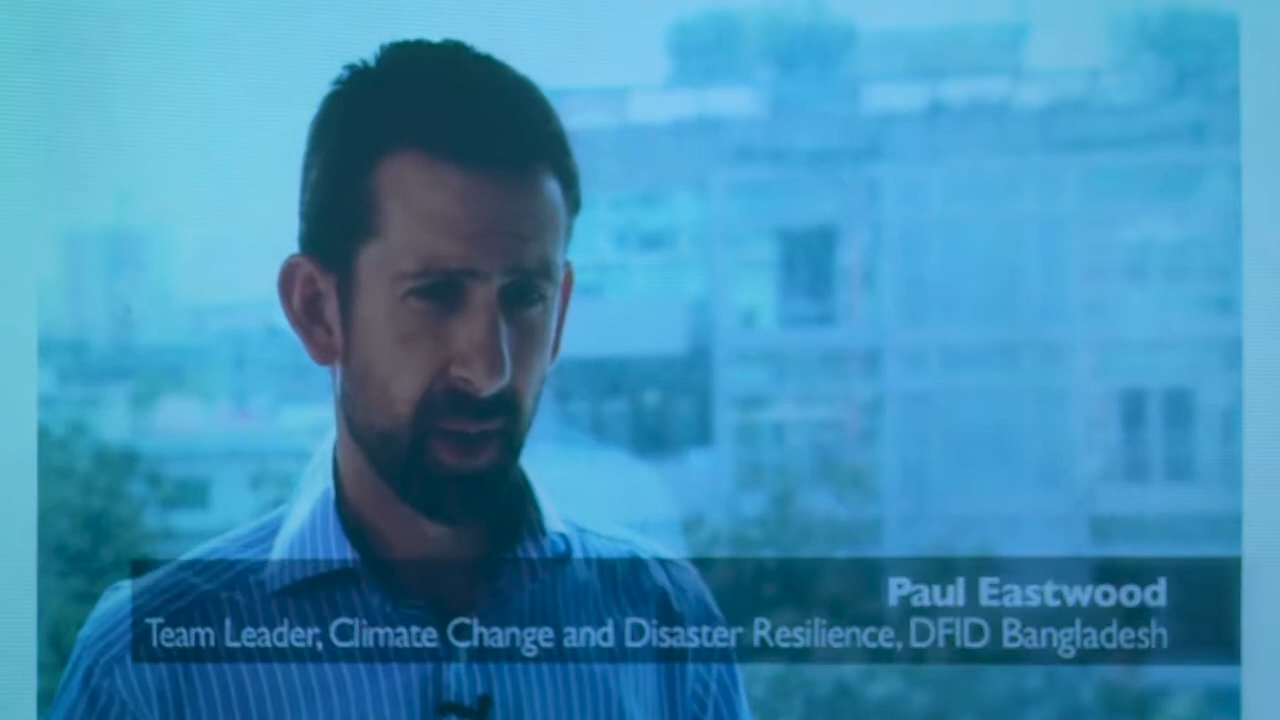 Paul Eastwood
Team Leader, Climate Change and Disaster Resilience, DFID Bangladesh